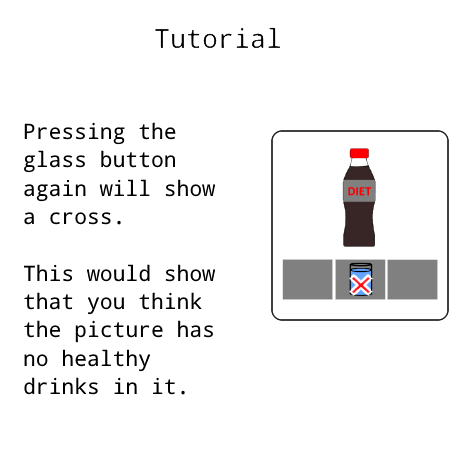 Tutorial
Pressing the
glass button
again will show
a cross.
This would show
that you think
the picture has
no healthy
drinks in it.
DIET